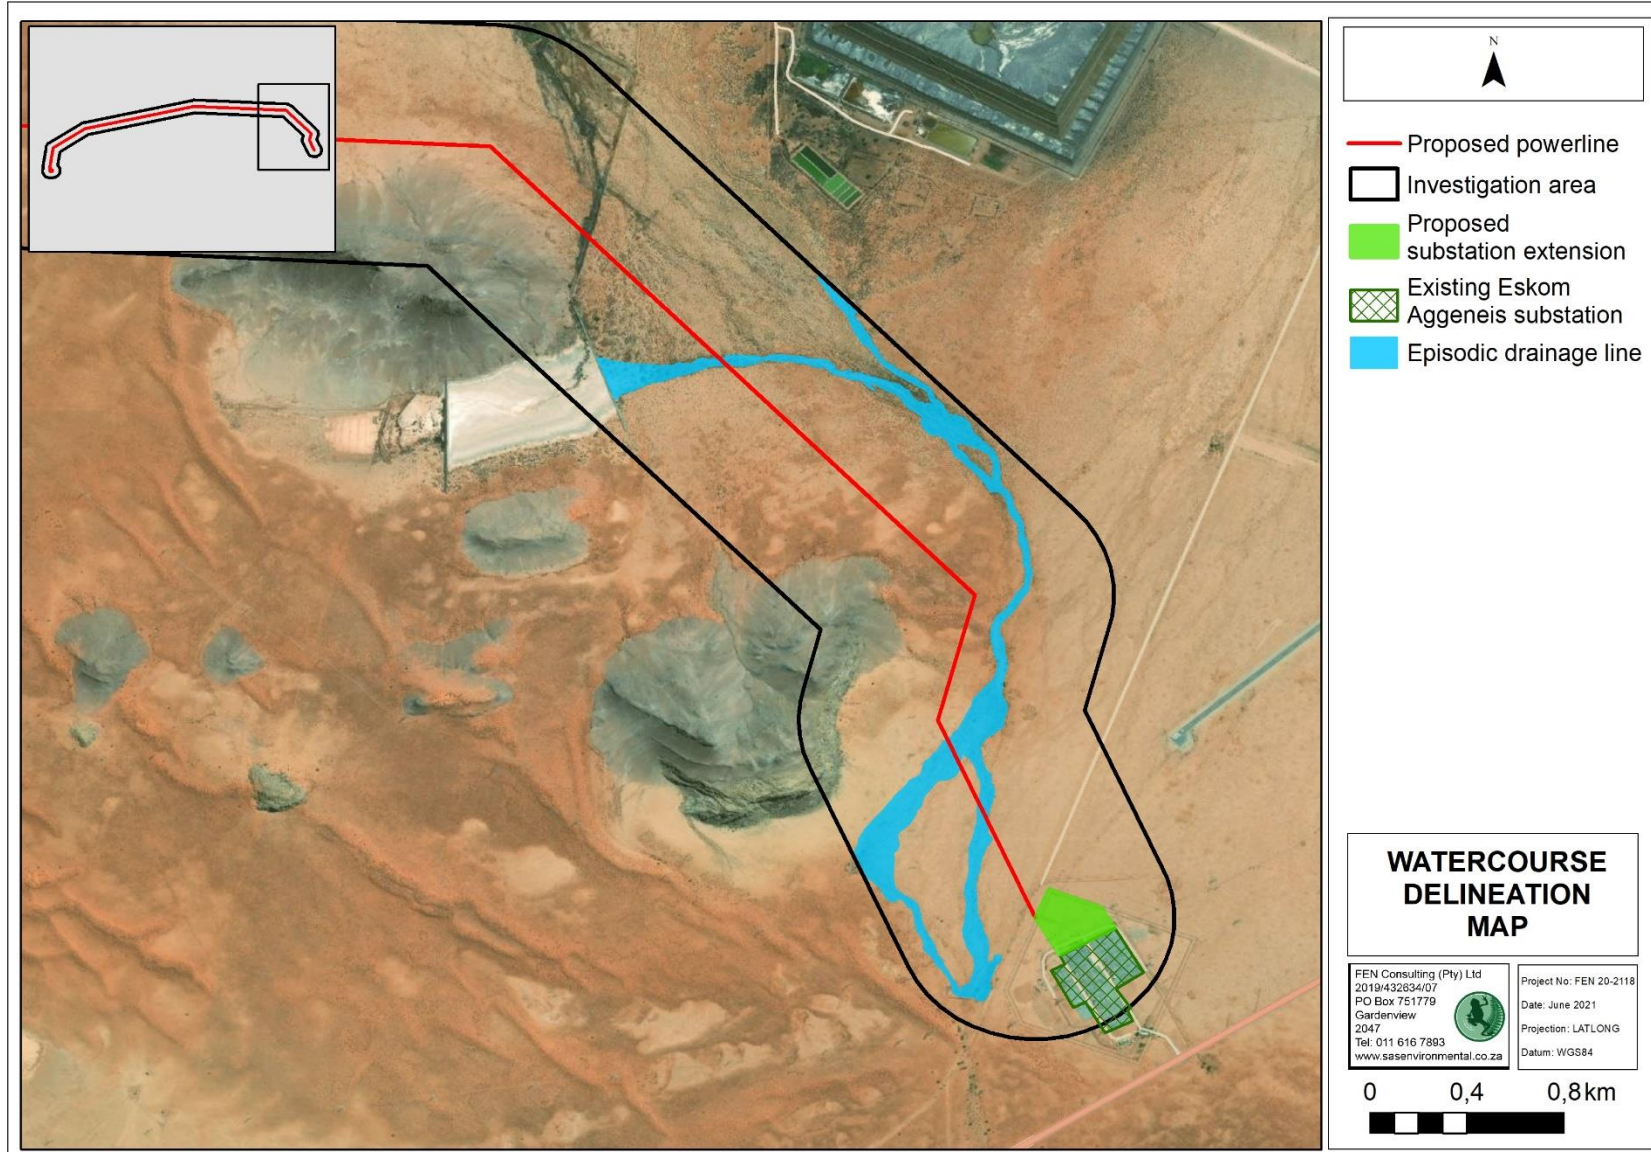 N
Proposed powerline
Investigation area
Proposed
substation extension
Existing Eskom
Aggeneis substation
Episodic drainage line
WATERCOURSE
DELINEATION
MAP
FEN Consulting (Pty) Ltd
2019/432634/07
PO Box 751779
Gardenview
2047
Tel: 011 616 7893
www.sasenvironmental.co.za
Project No: FEN 20-2118
Date: June 2021
Projection: LATLONG
Datum: WGS84
0 0,4 0,8km